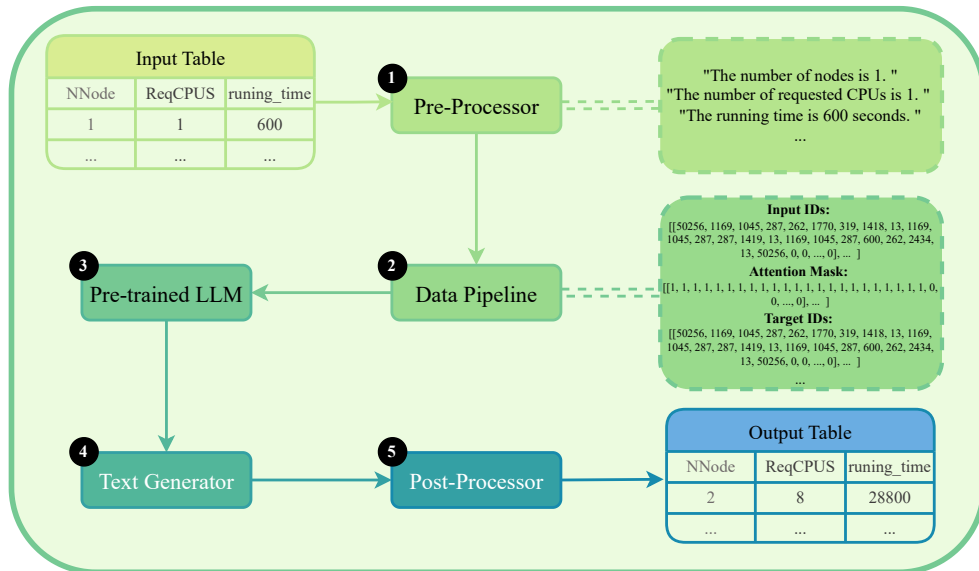 Input Table
NNode ReqCPUS runing_time
1 1 600
... ... ...
1
Pre-Processor
"The number of nodes is 1. "
"The number of requested CPUs is 1. "
"The running time is 600 seconds. "
...
3
Pre-trained LLM
2
Data Pipeline
Input IDs:
[[50256, 1169, 1045, 287, 262, 1770, 319, 1418, 13, 1169,
1045, 287, 287, 1419, 13, 1169, 1045, 287, 600, 262, 2434,
13, 50256, 0, 0, ..., 0], ... ]
Attention Mask:
[[1, 1, 1, 1, 1, 1, 1, 1, 1, 1, 1, 1, 1, 1, 1, 1, 1, 1, 1, 1, 1, 1, 0,
0, ..., 0], ... ]
Target IDs:
[[50256, 1169, 1045, 287, 262, 1770, 319, 1418, 13, 1169,
1045, 287, 287, 1419, 13, 1169, 1045, 287, 600, 262, 2434,
13, 50256, 0, 0, ..., 0], ... ]
...
4
Text Generator
5
Post-Processor
Output Table
NNode ReqCPUS runing_time
2 8 28800
... ... ...